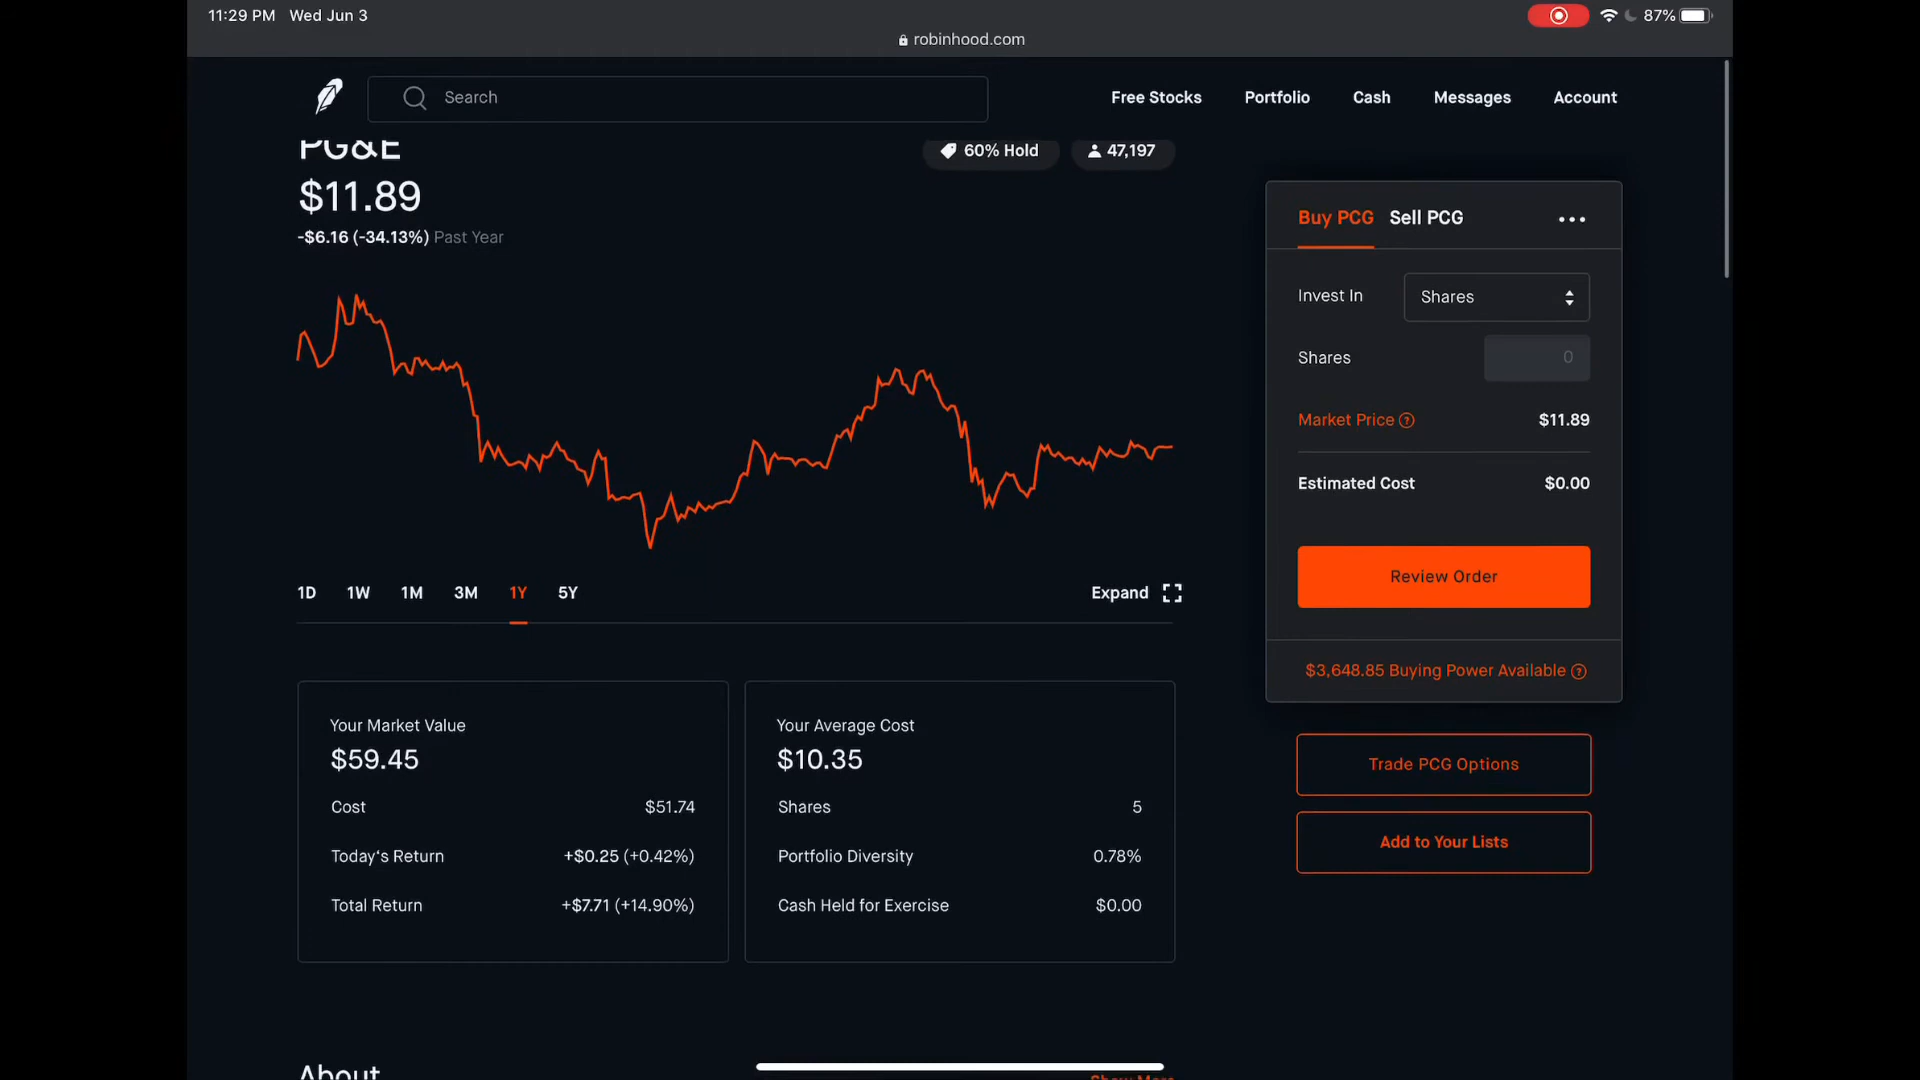 11:29 PM Wed Jun 3
87%
robinhood.com
Search
Free Stocks Portfolio Cash Messages Account
PG&E
60% Hold 47,197
$11.89
-$6.16 (-34.13%) Past Year
Buy PCG Sell PCG
Invest In Shares
Shares 0
Market Price $11.89
Estimated Cost $0.00
Review Order
$3,648.85 Buying Power Available
1D 1W 1M 3M 1Y 5Y Expand
Trade PCG Options
Add to Your Lists
Your Market Value
$59.45
Cost $51.74
Today's Return +$0.25 (+0.42%)
Total Return +$7.71 (+14.90%)
Your Average Cost
$10.35
Shares 5
Portfolio Diversity 0.78%
Cash Held for Exercise $0.00
About
Show More